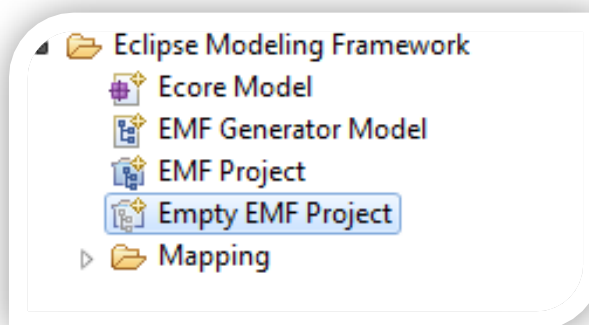 Eclipse Modeling Framework
Ecore Model
EMF Generator Model
EMF Project
Empty EMF Project
Mapping